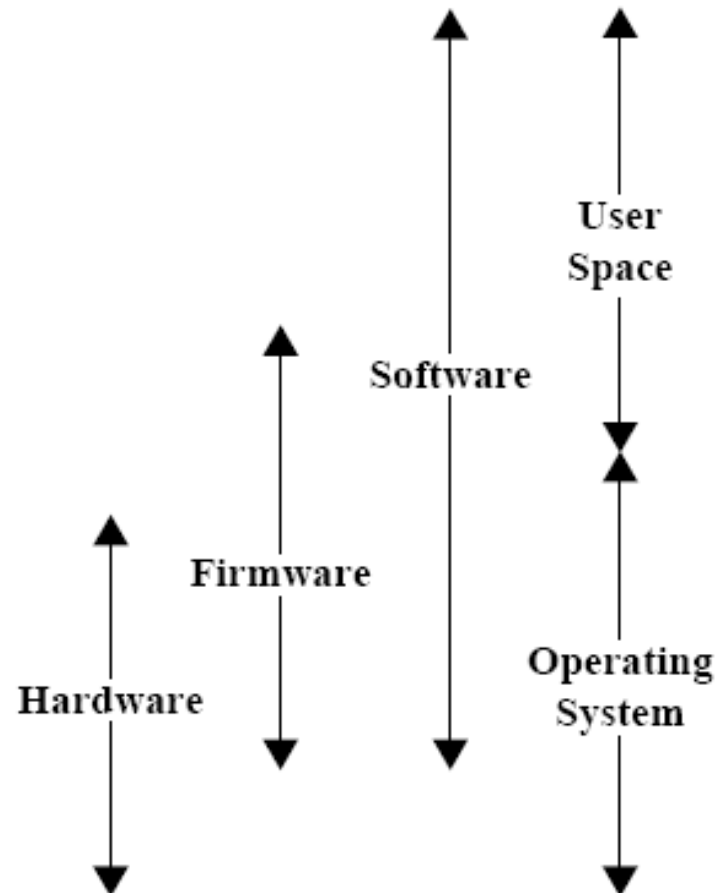 User
Space
Software
Firmware
Operating
System
Hardware